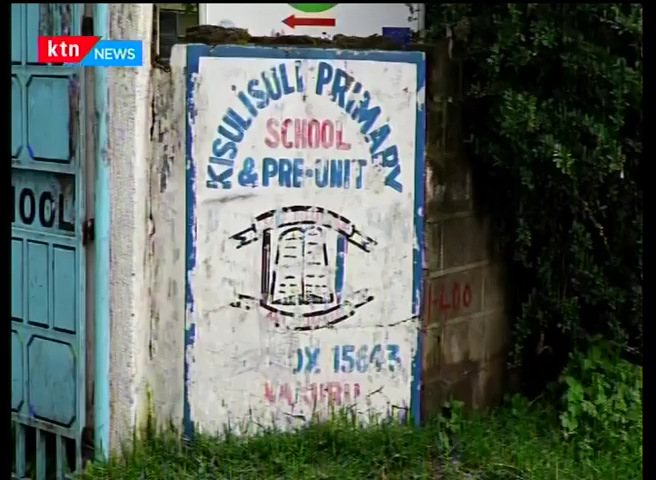 ktn NEWS
KISULISULI PRIMARY
SCHOOL
& PRE-UNIT
OX 15643
NAKURU
OOL